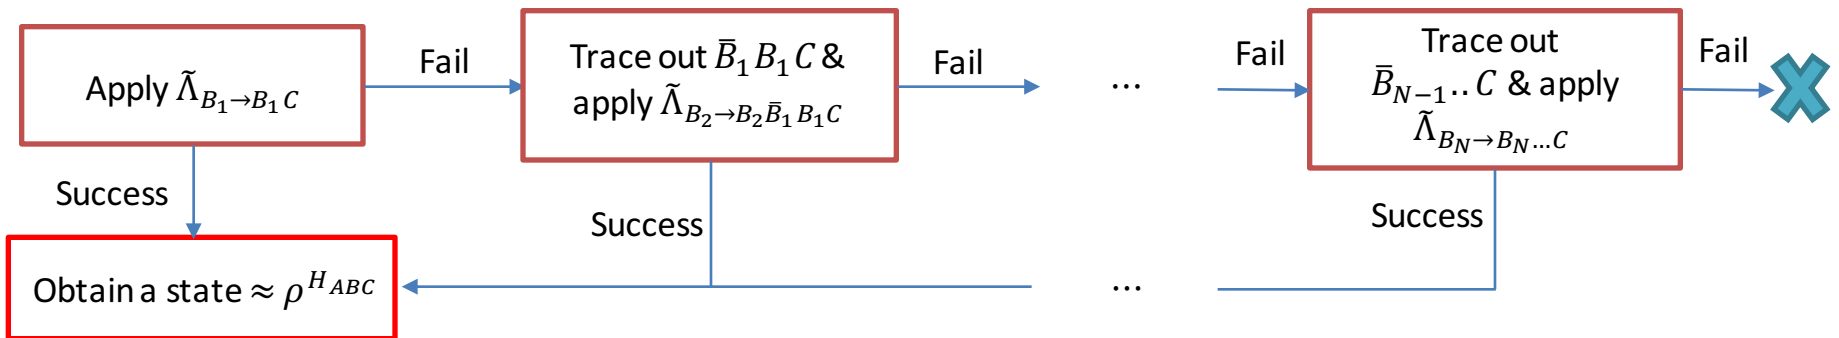 Apply Λ̃_{B₁→B₁C}
Fail
Trace out B̄₁B₁C &
apply Λ̃_{B₂→B₂B̄₁B₁C}
Fail
...
Fail
Trace out
B̄_{N−1}..C & apply
Λ̃_{B_N→B_N...C}
Fail
Success
Success
Success
Obtain a state ≈ ρ^{H_{ABC}}
...